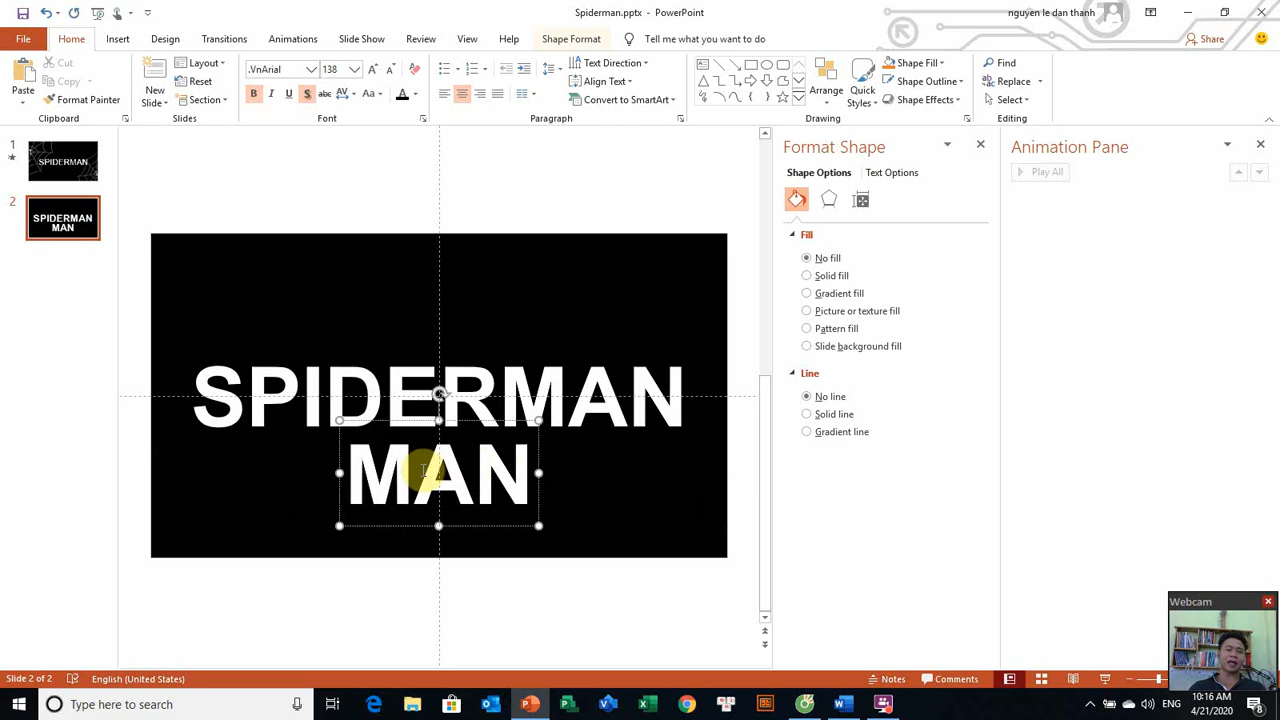 Spiderman.pptx - PowerPoint
nguyen le dan thanh
File Home Insert Design Transitions Animations Slide Show Review View Help Shape Format Tell me what you want to do Share
Paste
Cut
Copy
Format Painter
Clipboard
New Slide
Layout
Reset
Section
Slides
.VnArial 138
B I U S abc AV Aa A
Font
Paragraph
Text Direction
Align Text
Convert to SmartArt
Arrange
Quick Styles
Shape Fill
Shape Outline
Shape Effects
Drawing
Find
Replace
Select
Editing
1
SPIDERMAN
2
SPIDERMAN
MAN
SPIDERMAN
MAN
Format Shape
Shape Options Text Options
Fill
No fill
Solid fill
Gradient fill
Picture or texture fill
Pattern fill
Slide background fill
Line
No line
Solid line
Gradient line
Animation Pane
Play All
Webcam
Slide 2 of 2 English (United States) Notes Comments
Type here to search
ENG
10:16 AM
4/21/2020
8